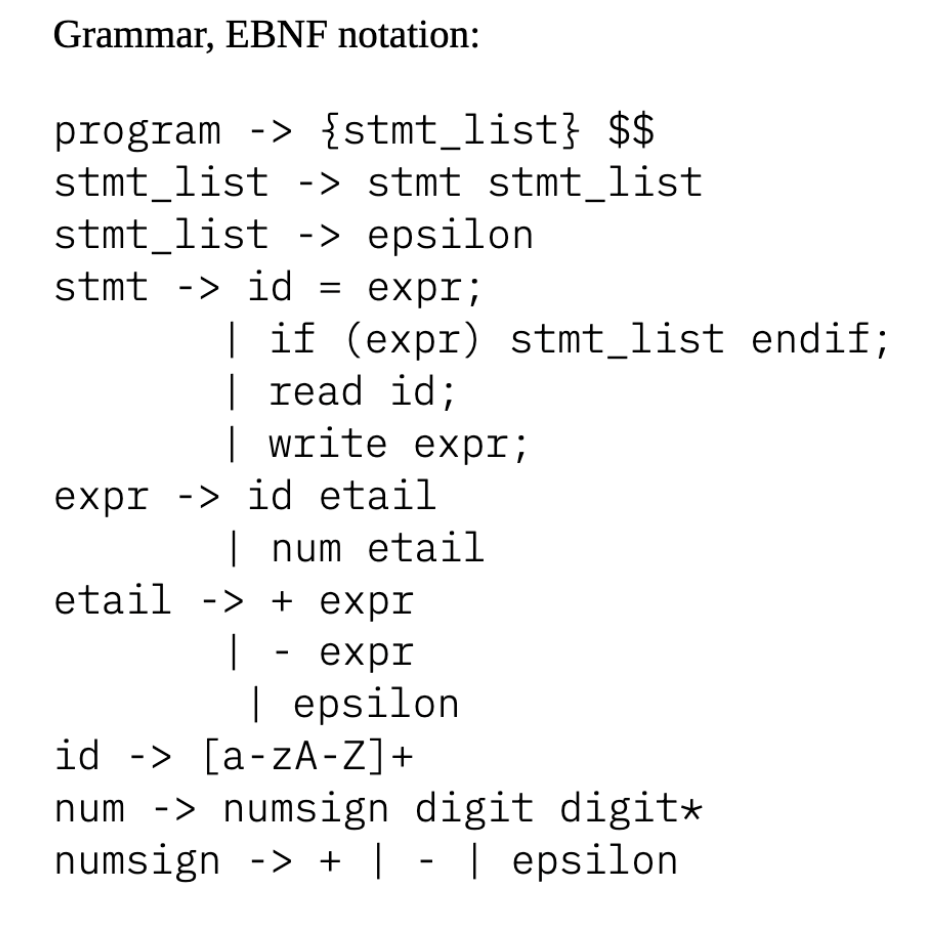 Grammar, EBNF notation:
program -> {stmt_list} $$
stmt_list -> stmt stmt_list
stmt_list -> epsilon
stmt -> id = expr;
| if (expr) stmt_list endif;
| read id;
| write expr;
expr -> id etail
| num etail
etail -> + expr
| - expr
| epsilon
id -> [a-zA-Z]+
num -> numsign digit digit*
numsign -> + | - | epsilon